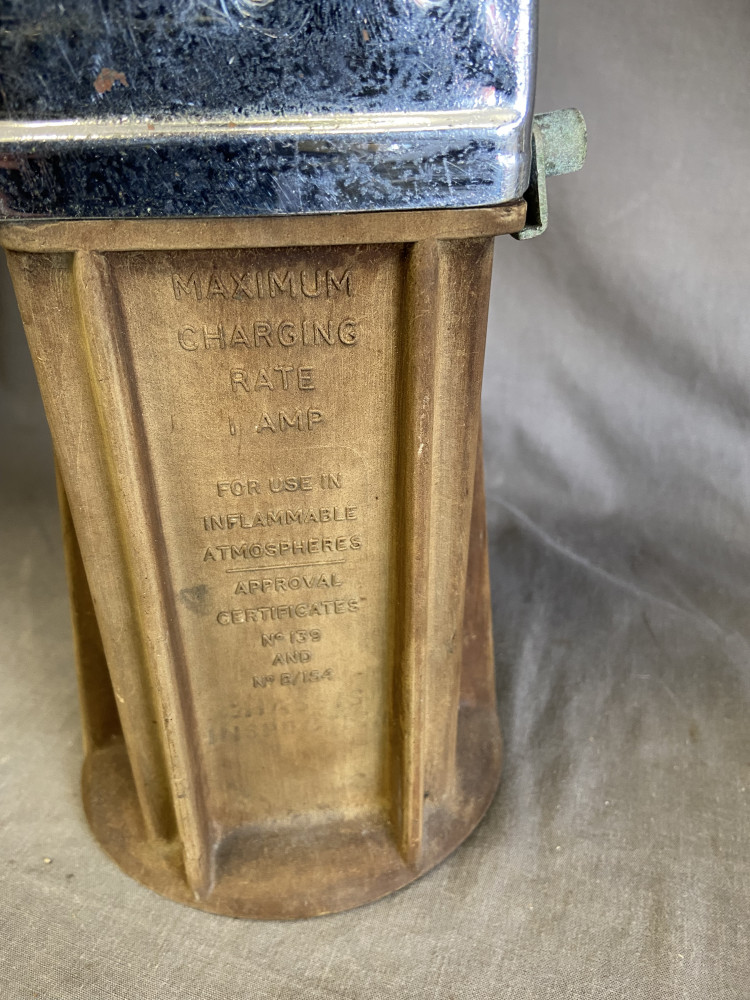 MAXIMUM
CHARGING
RATE
1 AMP
FOR USE IN
INFLAMMABLE
ATMOSPHERES
APPROVAL
CERTIFICATES
Nº 139
AND
Nº B/154